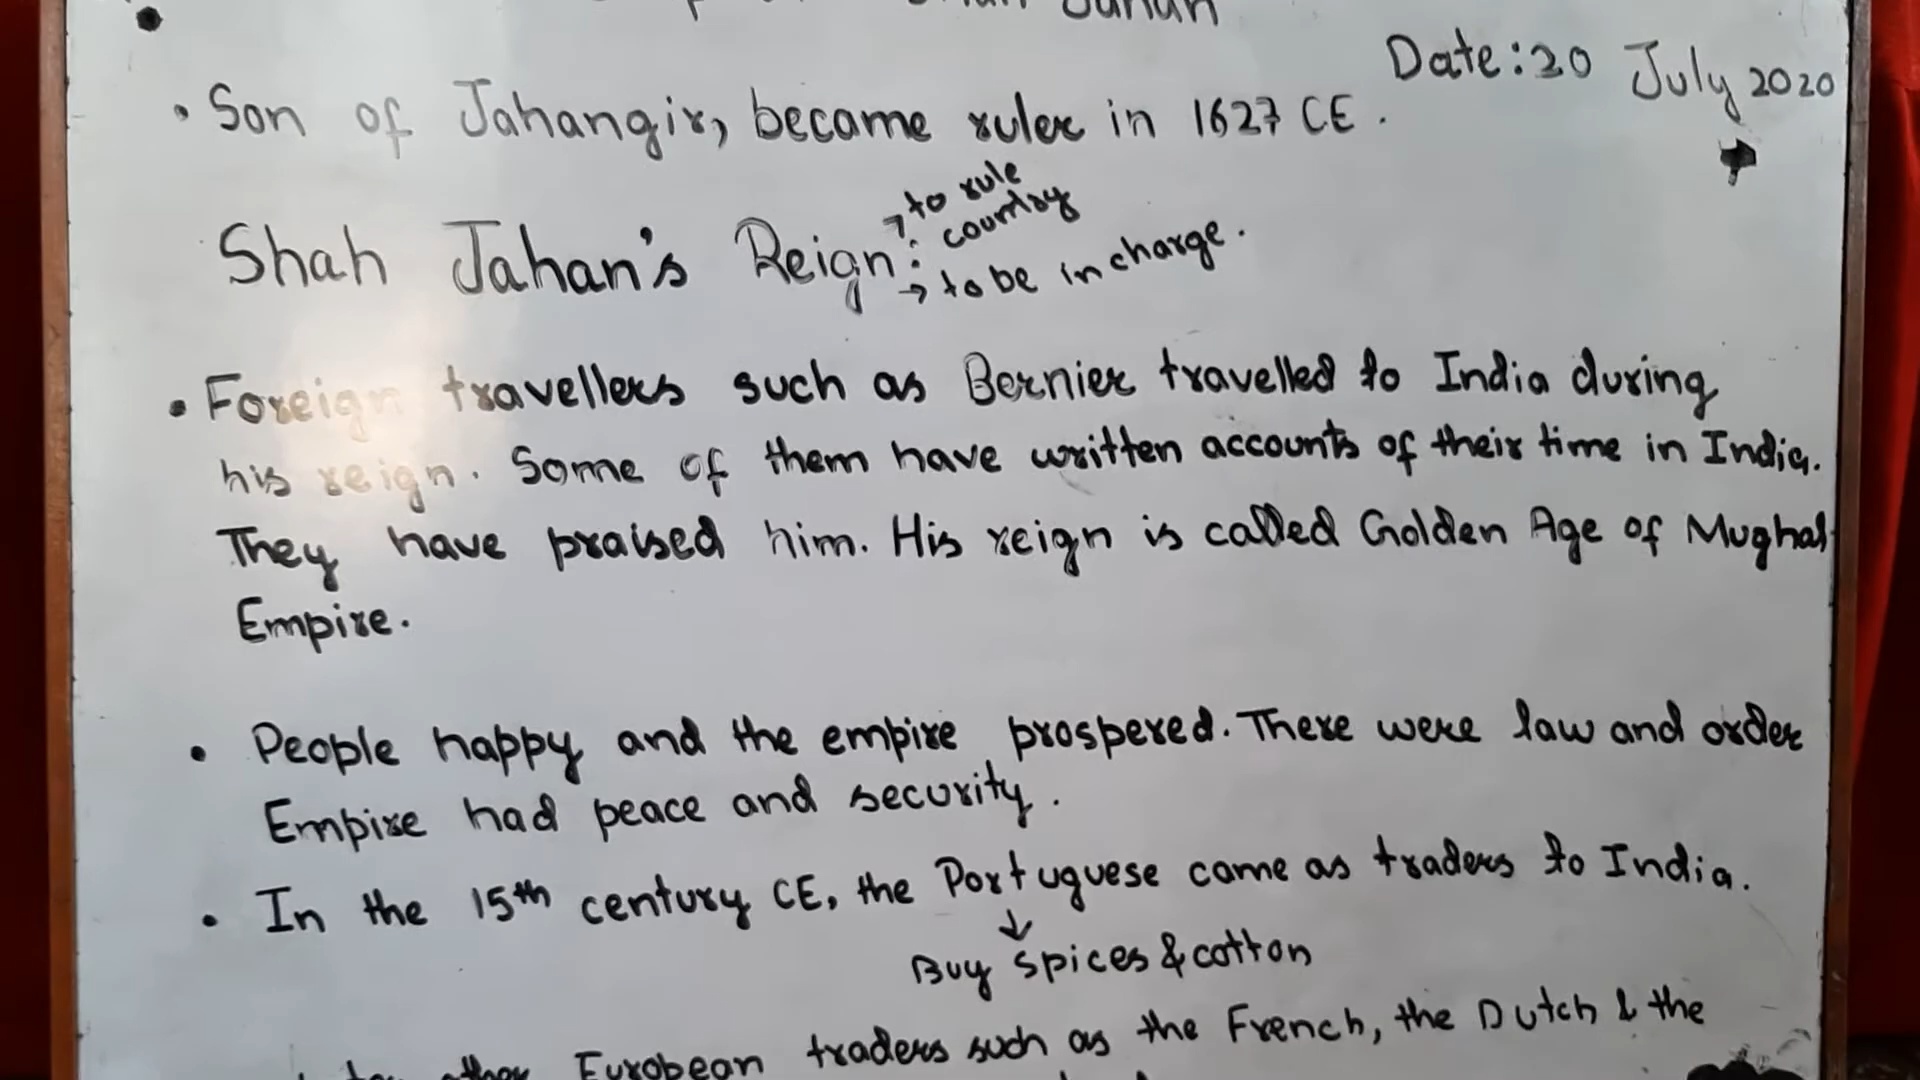 Shah Jahan
Date: 20 July 2020
• Son of Jahangir, became ruler in 1627 CE.
Shah Jahan's Reign: → to rule country
→ to be in charge.
• Foreign travellers such as Bernier travelled to India during
his reign. Some of them have written accounts of their time in India.
They have praised him. His reign is called Golden Age of Mughal
Empire.
• People happy and the empire prospered. There were law and order
Empire had peace and security.
• In the 15th century CE, the Portuguese came as traders to India.
↓
Buy spices & cotton
other European traders such as the French, the Dutch & the